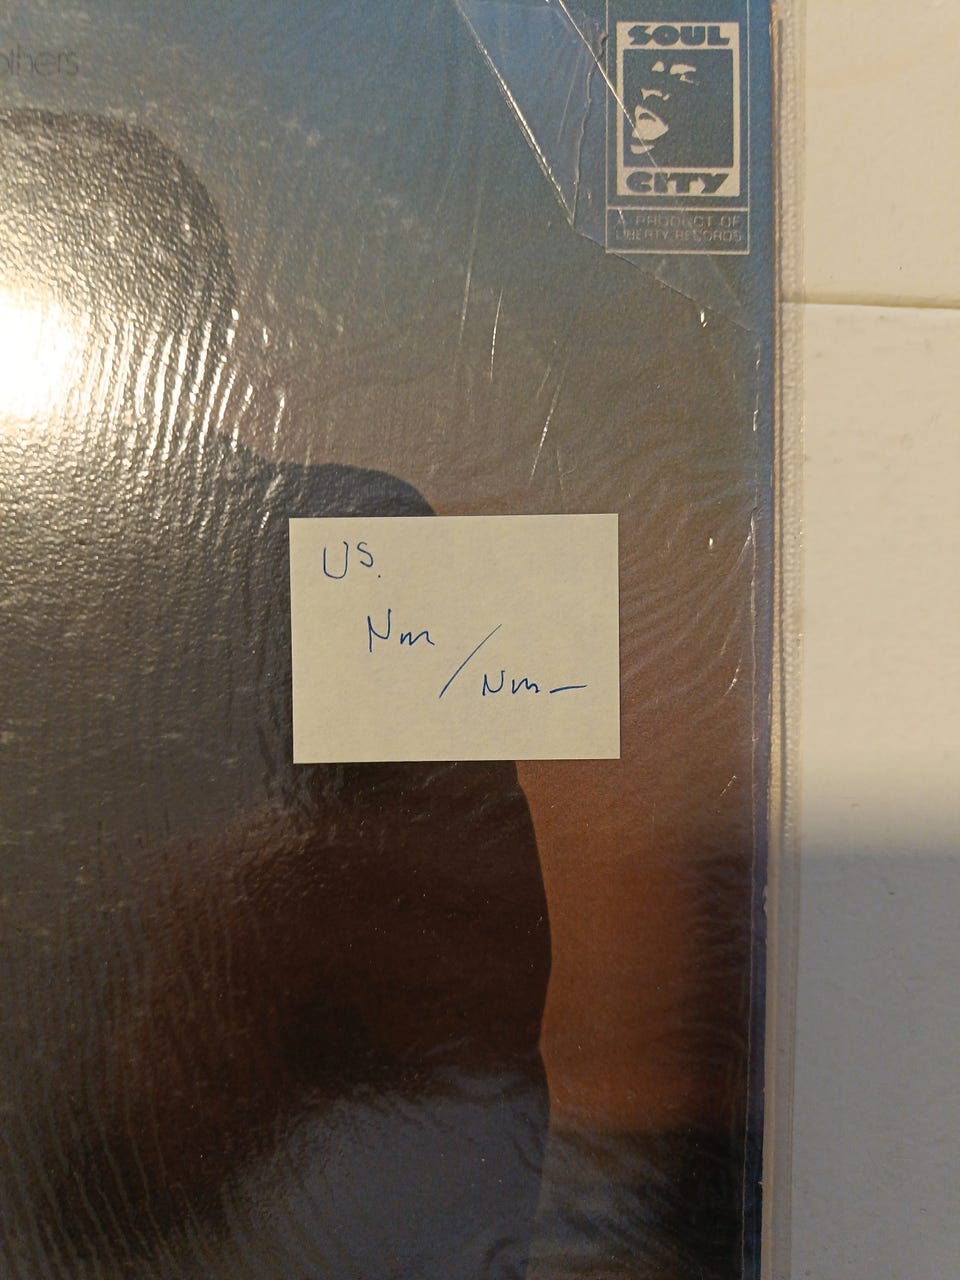 others
SOUL
CITY
A PRODUCT OF
LIBERTY RECORDS
US.
Nm
/ Nm-